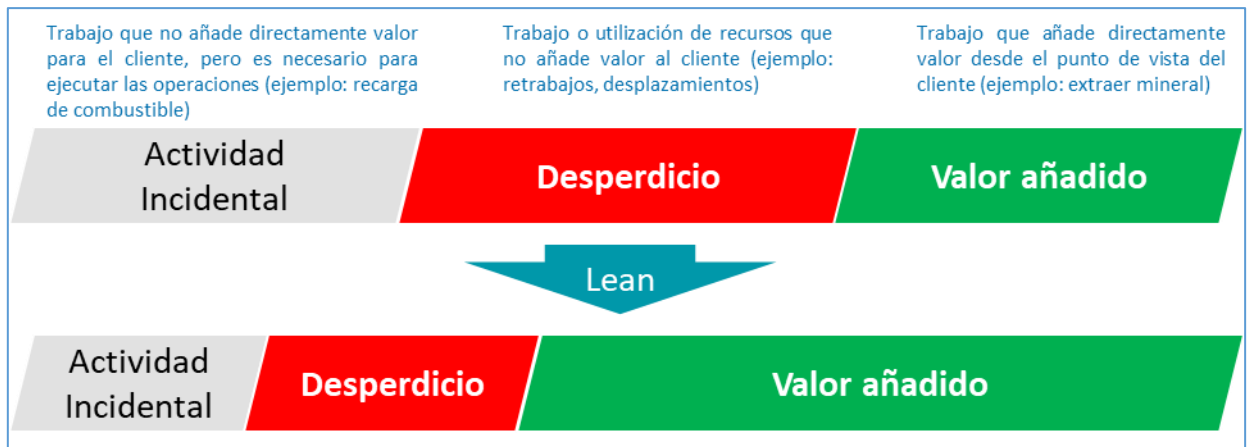 Trabajo que no añade directamente valor
para el cliente, pero es necesario para
ejecutar las operaciones (ejemplo: recarga
de combustible)
Trabajo o utilización de recursos que
no añade valor al cliente (ejemplo:
retrabajos, desplazamientos)
Trabajo que añade directamente
valor desde el punto de vista del
cliente (ejemplo: extraer mineral)
Actividad
Incidental
Desperdicio
Valor añadido
Lean
Actividad
Incidental
Desperdicio
Valor añadido